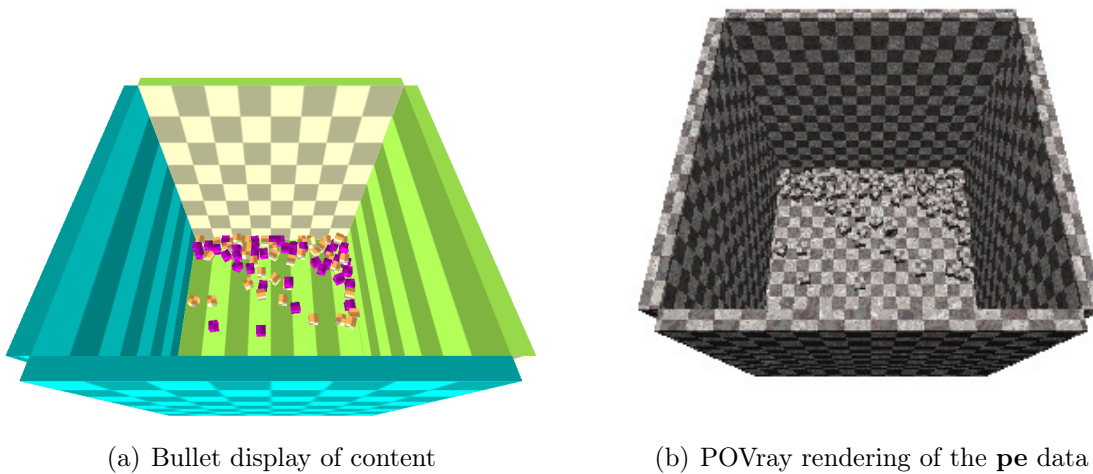 (a) Bullet display of content
(b) POVray rendering of the pe data